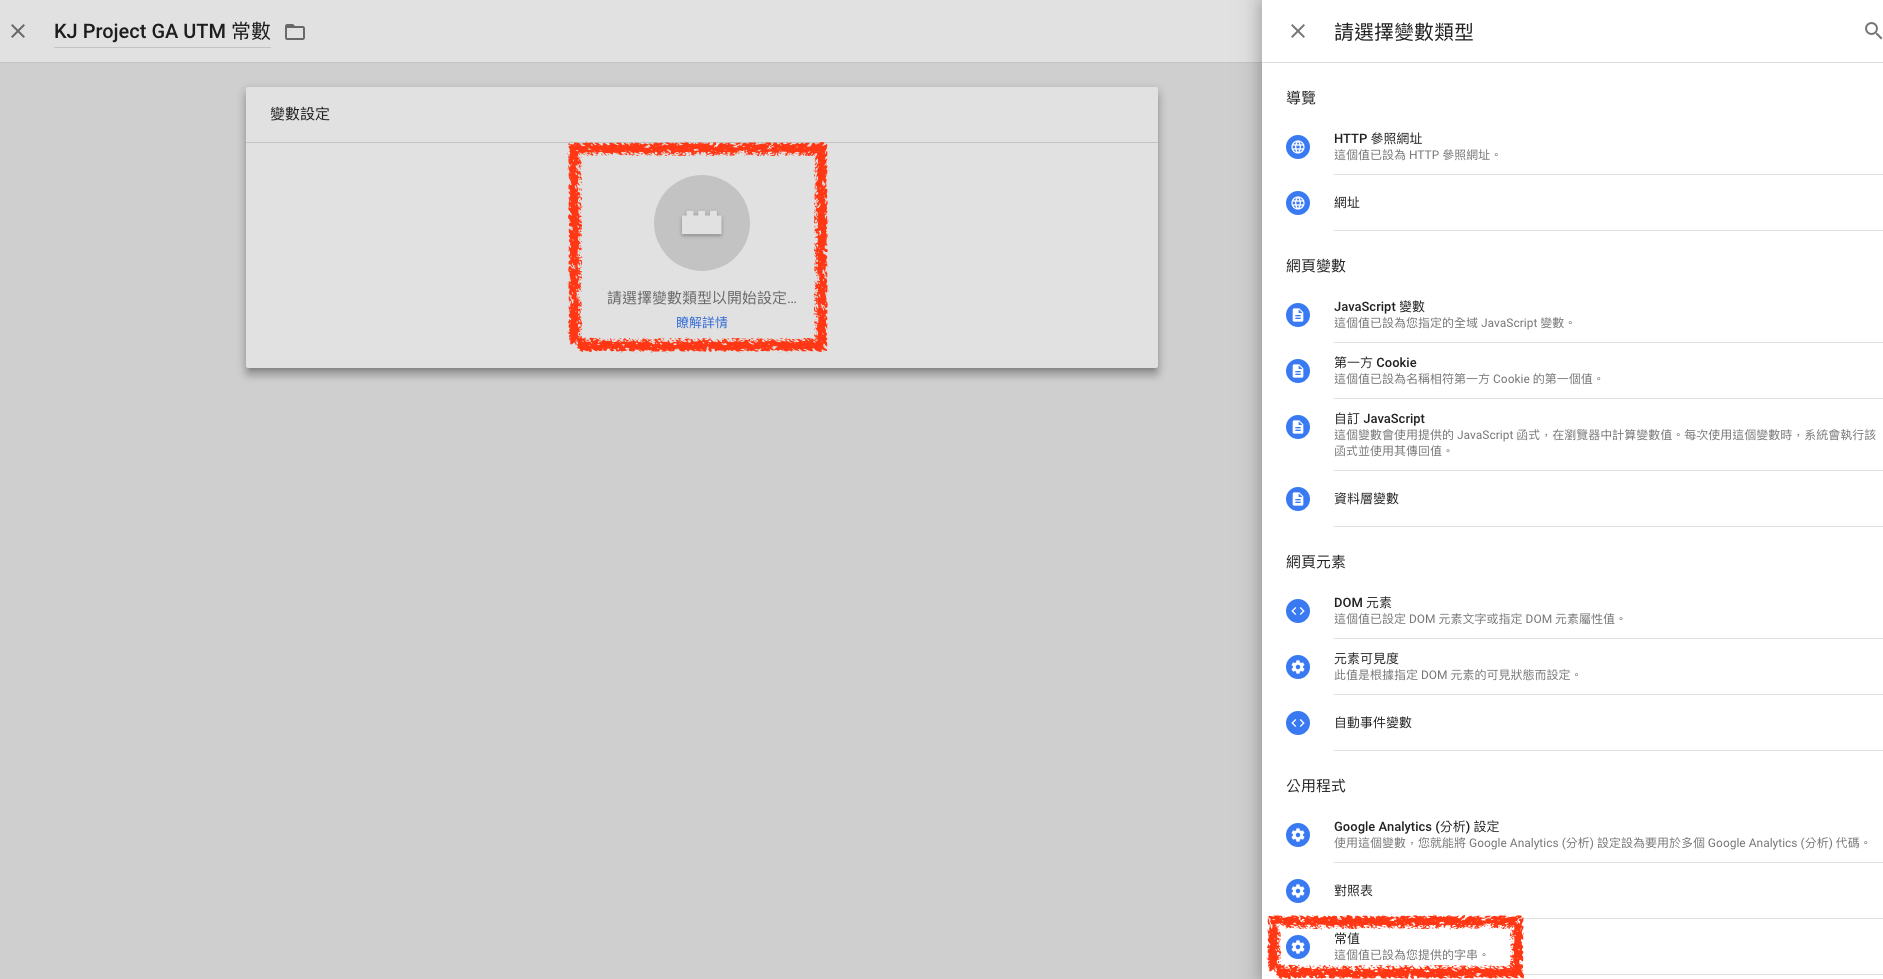 KJ Project GA UTM 常數
變數設定
請選擇變數類型以開始設定...
瞭解詳情
請選擇變數類型
導覽
HTTP 參照網址
這個值已設為 HTTP 參照網址。
網址
網頁變數
JavaScript 變數
這個值已設為您指定的全域 JavaScript 變數。
第一方 Cookie
這個值已設為名稱相符第一方 Cookie 的第一個值。
自訂 JavaScript
這個變數會使用提供的 JavaScript 函式，在瀏覽器中計算變數值。每次使用這個變數時，系統會執行該
函式並使用其傳回值。
資料層變數
網頁元素
DOM 元素
這個值已設定 DOM 元素文字或指定 DOM 元素屬性值。
元素可見度
此值是根據指定 DOM 元素的可見狀態而設定。
自動事件變數
公用程式
Google Analytics (分析) 設定
使用這個變數，您就能將 Google Analytics (分析) 設定設為要用於多個 Google Analytics (分析) 代碼。
對照表
常值
這個值已設為您提供的字串。